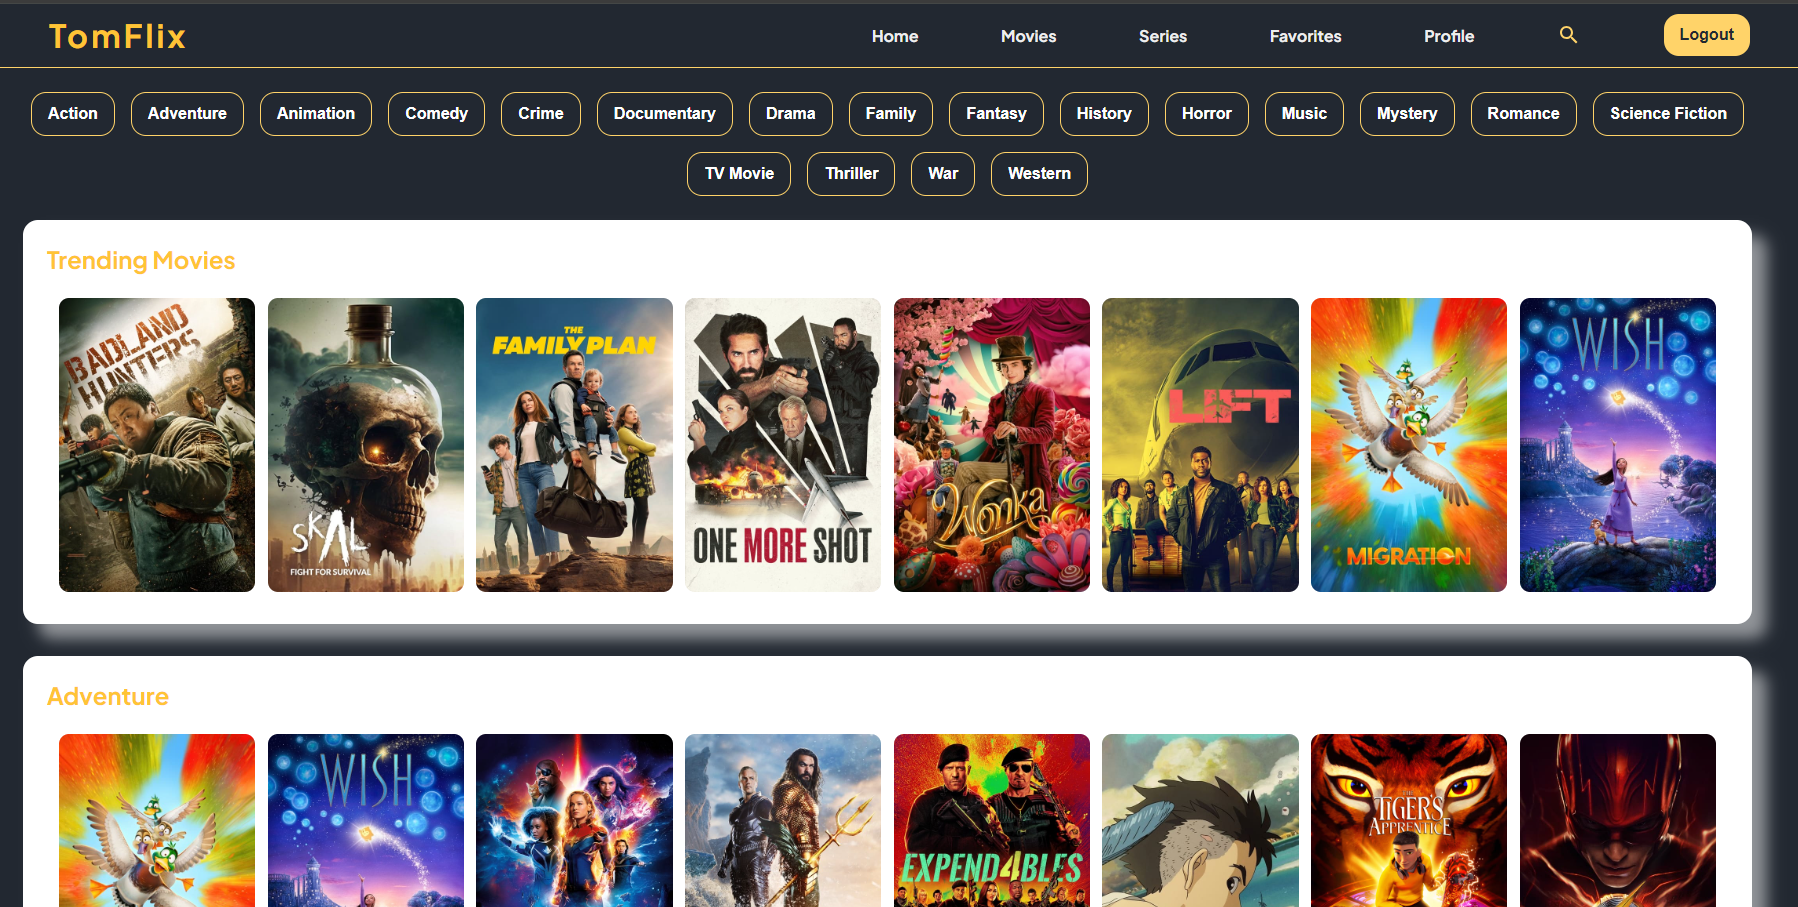 TomFlix
Home Movies Series Favorites Profile Logout
Action Adventure Animation Comedy Crime Documentary Drama Family Fantasy History Horror Music Mystery Romance Science Fiction
TV Movie Thriller War Western
Trending Movies
BADLAND
HUNTERS
SKAL
FIGHT FOR SURVIVAL
THE
FAMILY PLAN
ONE MORE SHOT
Wonka
LIFT
MIGRATION
WISH
Adventure
WISH
EXPEND4BLES
THE
TIGER'S
APPRENTICE